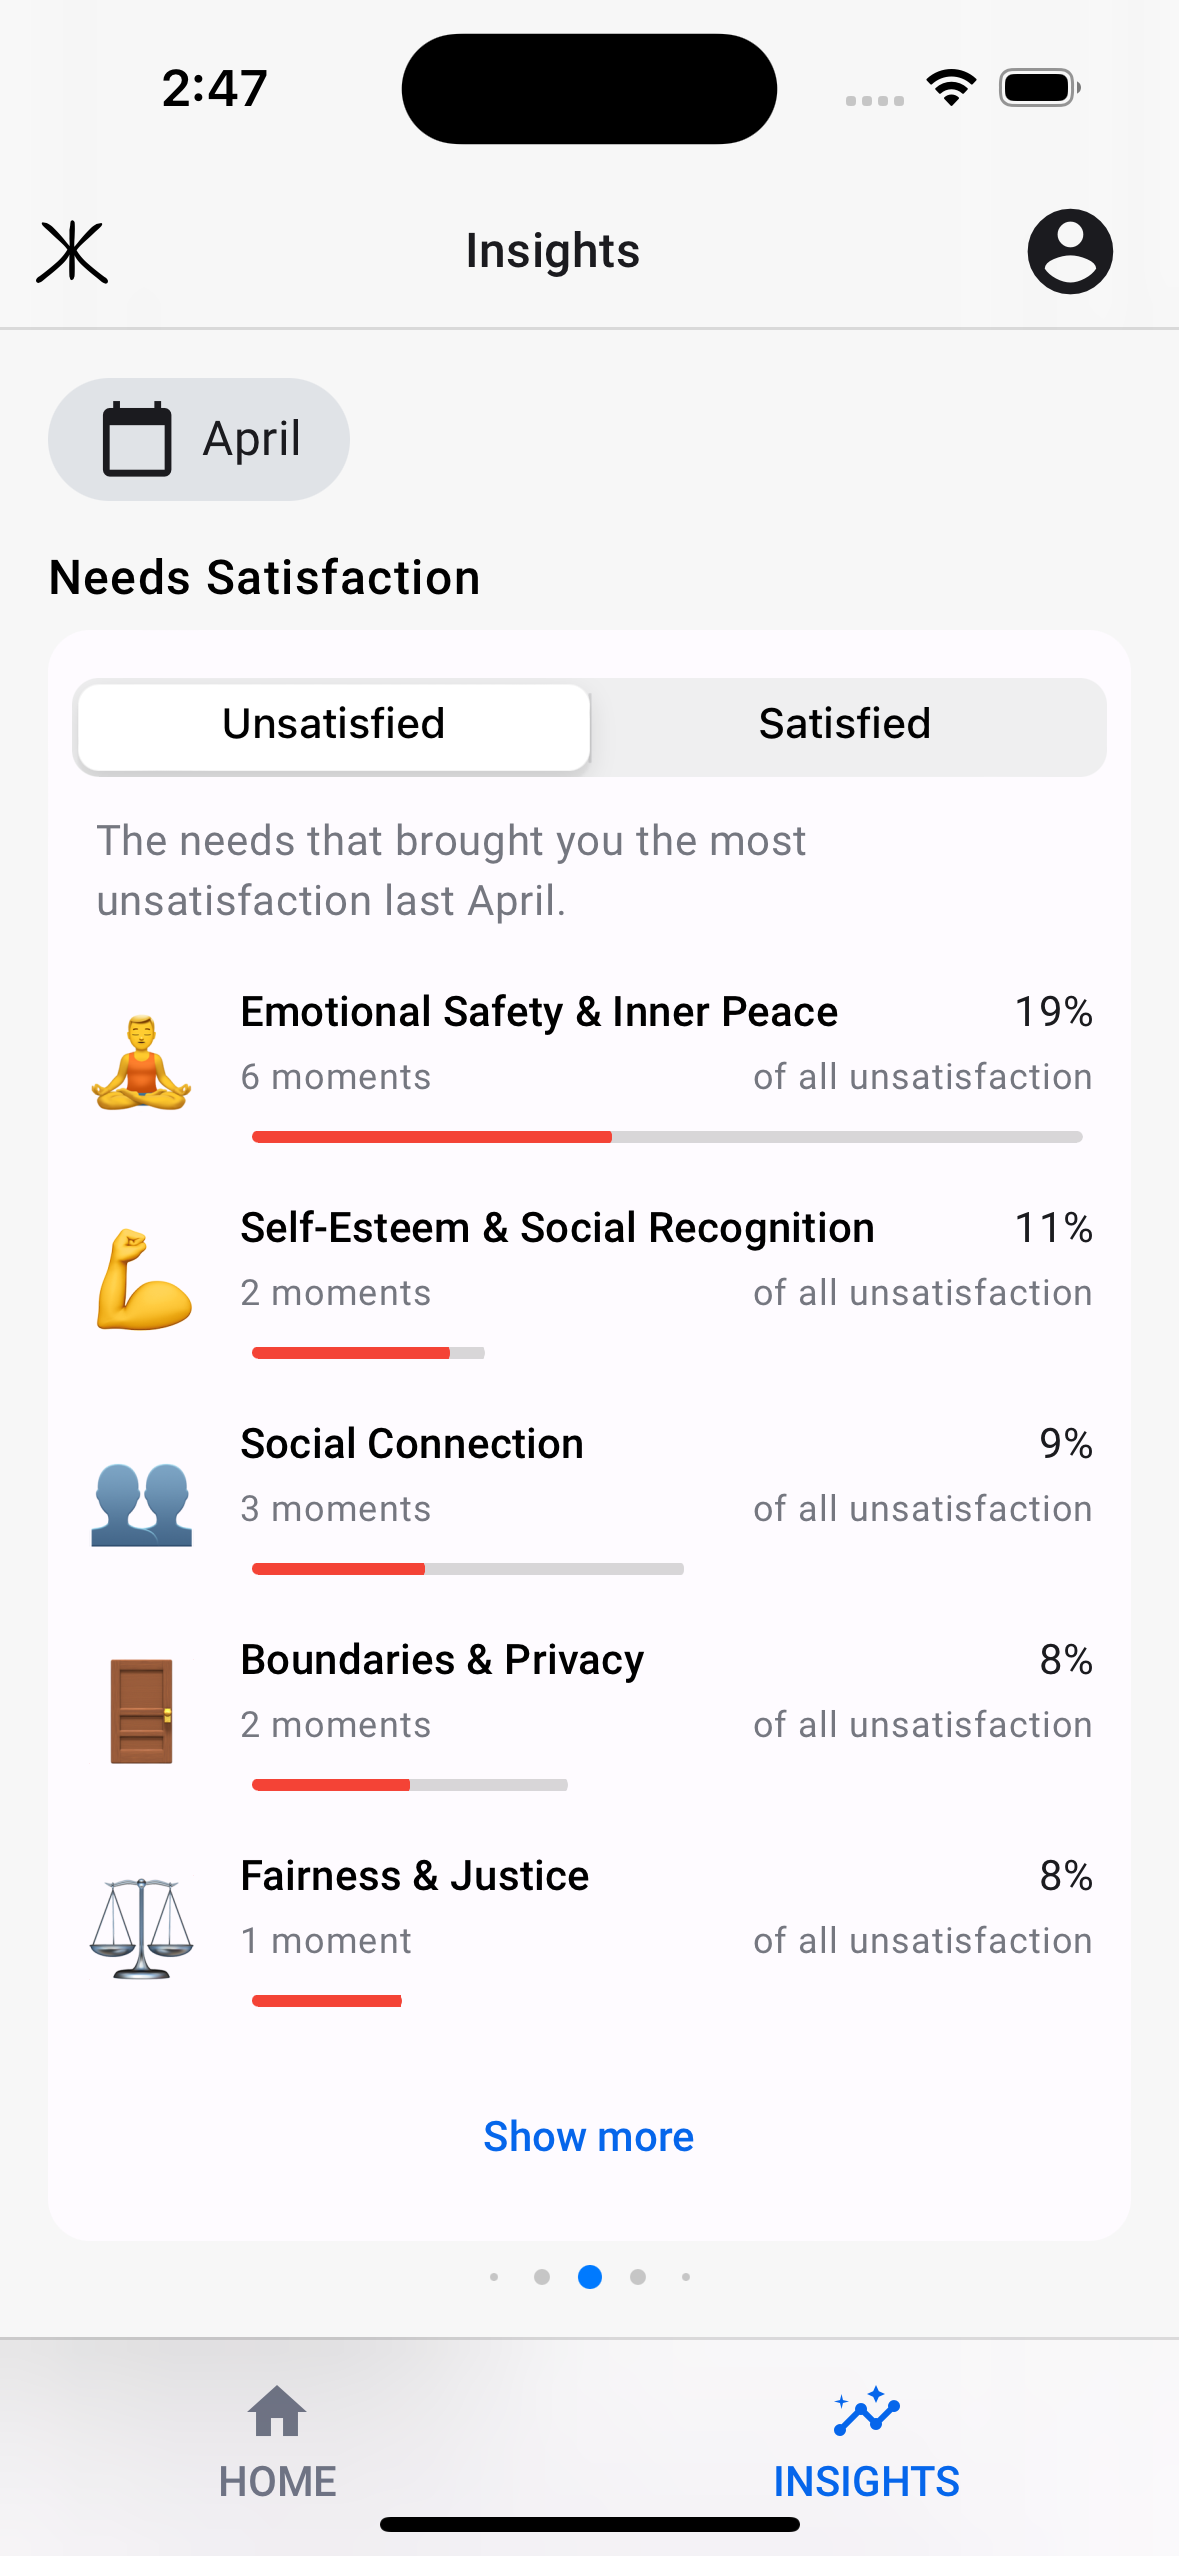 2:47
Insights
April
Needs Satisfaction
Unsatisfied
Satisfied
The needs that brought you the most
unsatisfaction last April.
Emotional Safety & Inner Peace
19%
6 moments
of all unsatisfaction
Self-Esteem & Social Recognition
11%
2 moments
of all unsatisfaction
Social Connection
9%
3 moments
of all unsatisfaction
Boundaries & Privacy
8%
2 moments
of all unsatisfaction
Fairness & Justice
8%
1 moment
of all unsatisfaction
Show more
HOME
INSIGHTS